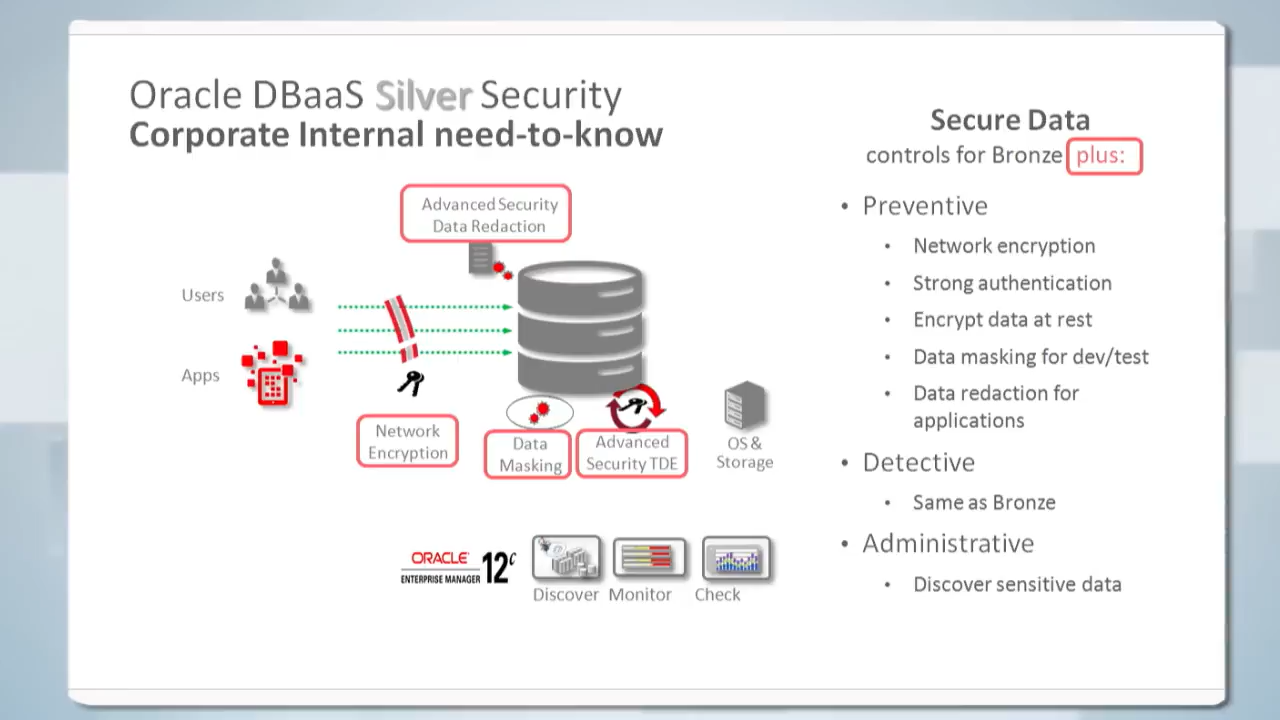 Oracle DBaaS Silver Security
Corporate Internal need-to-know
Advanced Security
Data Redaction
Users
Apps
Network
Encryption
Data
Masking
Advanced
Security TDE
OS &
Storage
ORACLE
ENTERPRISE MANAGER 12c
Discover
Monitor
Check
Secure Data
controls for Bronze plus:
• Preventive
• Network encryption
• Strong authentication
• Encrypt data at rest
• Data masking for dev/test
• Data redaction for
applications
• Detective
• Same as Bronze
• Administrative
• Discover sensitive data